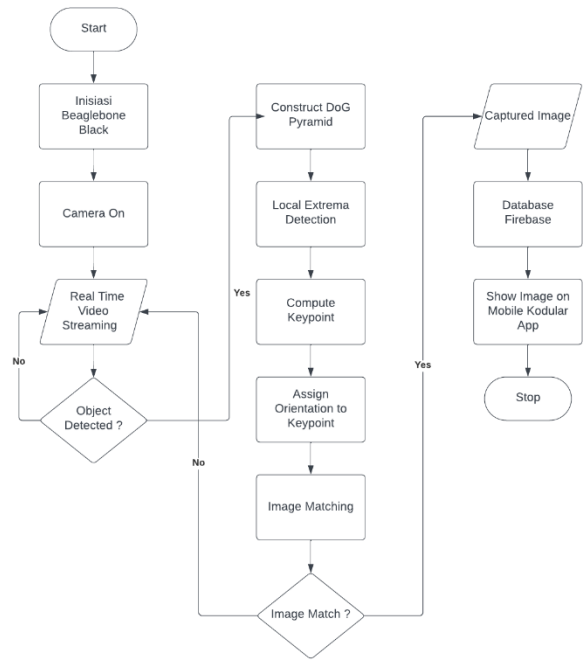 Start
Inisiasi
Beaglebone
Black
Camera On
Real Time
Video
Streaming
No
Object
Detected ?
Yes
Construct DoG
Pyramid
Local Extrema
Detection
Compute
Keypoint
Assign
Orientation to
Keypoint
Image Matching
Image Match ?
No
Yes
Captured Image
Database
Firebase
Show Image on
Mobile Kodular
App
Stop